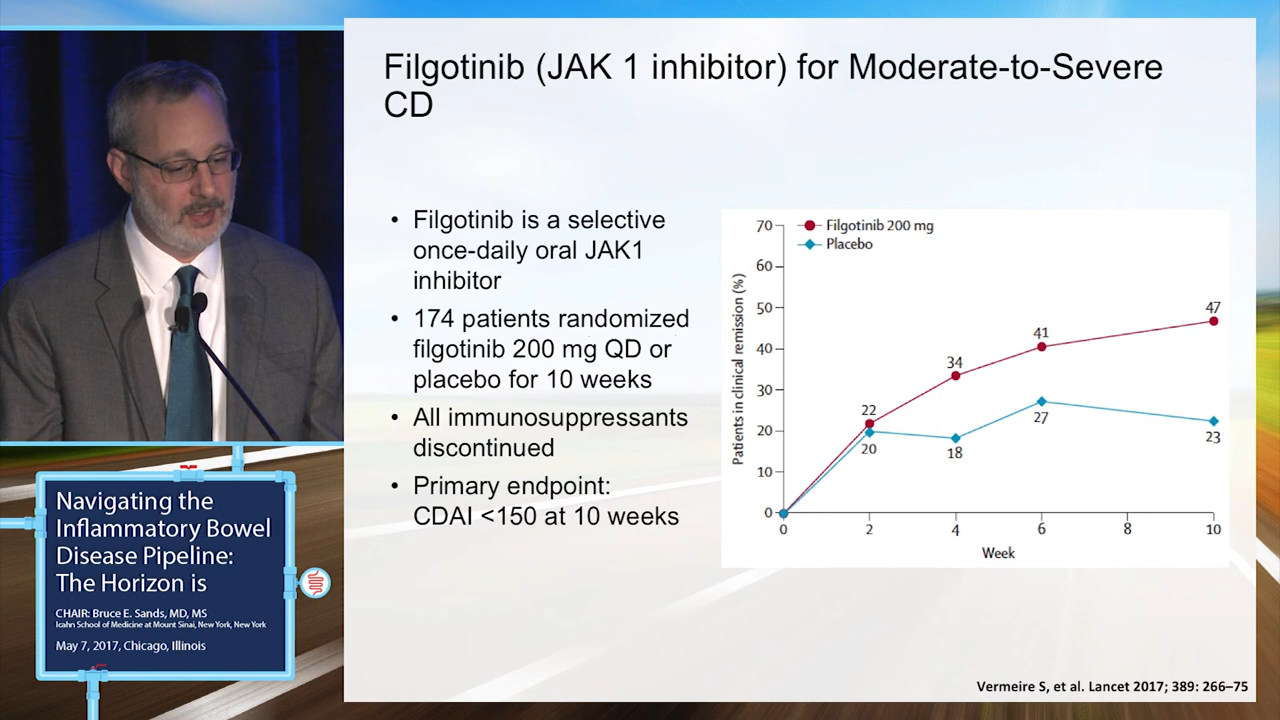 Filgotinib (JAK 1 inhibitor) for Moderate-to-Severe
CD
• Filgotinib is a selective
once-daily oral JAK1
inhibitor
• 174 patients randomized
filgotinib 200 mg QD or
placebo for 10 weeks
• All immunosuppressants
discontinued
• Primary endpoint:
CDAI <150 at 10 weeks
Filgotinib 200 mg
Placebo
Patients in clinical remission (%)
70
60
50
40
30
20
10
0
22
34
41
47
20
18
27
23
0 2 4 6 8 10
Week
Vermeire S, et al. Lancet 2017; 389: 266–75
Navigating the
Inflammatory Bowel
Disease Pipeline:
The Horizon is
CHAIR: Bruce E. Sands, MD, MS
Icahn School of Medicine at Mount Sinai, New York, New York
May 7, 2017, Chicago, Illinois